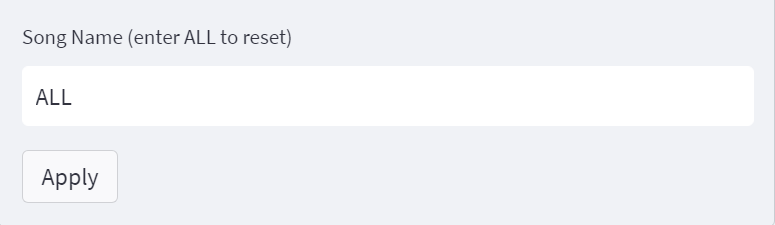 Song Name (enter ALL to reset)
ALL
Apply